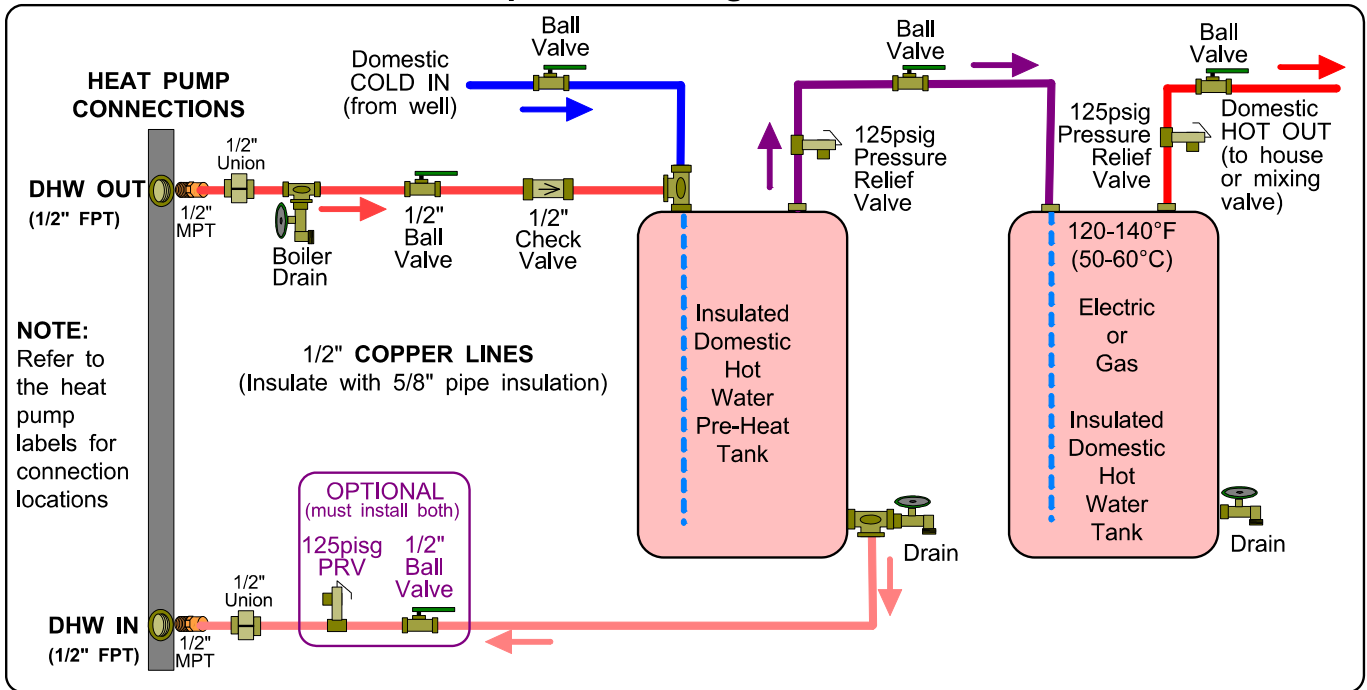 HEAT PUMP
CONNECTIONS
Domestic
COLD IN
(from well)
Ball
Valve
Ball
Valve
Ball
Valve
DHW OUT
(1/2" FPT)
1/2"
MPT
1/2"
Union
Boiler
Drain
1/2"
Ball
Valve
1/2"
Check
Valve
125psig
Pressure
Relief
Valve
125psig
Pressure
Relief
Valve
Domestic
HOT OUT
(to house
or mixing
valve)
NOTE:
Refer to
the heat
pump
labels for
connection
locations
1/2" COPPER LINES
(Insulate with 5/8" pipe insulation)
Insulated
Domestic
Hot
Water
Pre-Heat
Tank
120-140°F
(50-60°C)
Electric
or
Gas
Insulated
Domestic
Hot
Water
Tank
Drain
Drain
OPTIONAL
(must install both)
125pisg
PRV
1/2"
Ball
Valve
1/2"
Union
DHW IN
(1/2" FPT)
1/2"
MPT